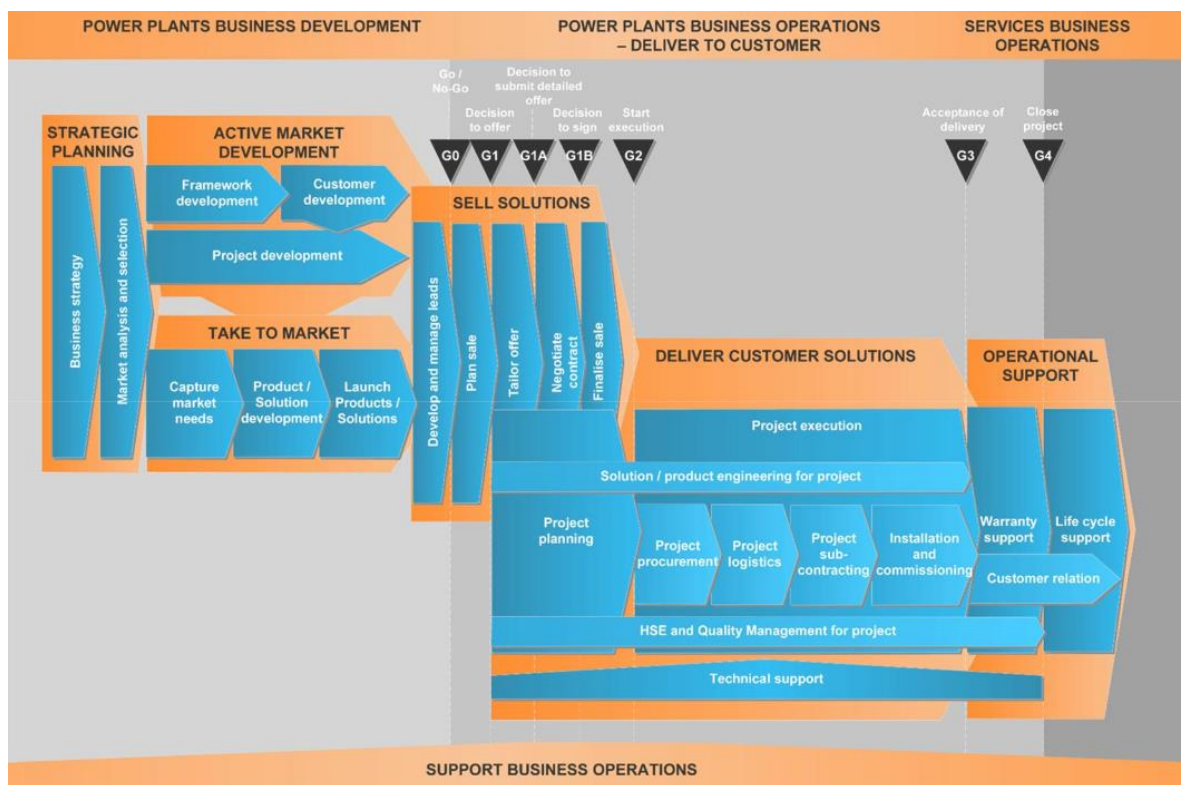 POWER PLANTS BUSINESS DEVELOPMENT
POWER PLANTS BUSINESS OPERATIONS
– DELIVER TO CUSTOMER
SERVICES BUSINESS
OPERATIONS
Go /
No-Go
Decision
to offer
Decision to
submit detailed
offer
Decision
to sign
Start
execution
Acceptance of
delivery
Close
project
G0
G1
G1A
G1B
G2
G3
G4
STRATEGIC
PLANNING
Business strategy
Market analysis and selection
ACTIVE MARKET
DEVELOPMENT
Framework
development
Customer
development
Project development
TAKE TO MARKET
Capture
market
needs
Product /
Solution
development
Launch
Products /
Solutions
SELL SOLUTIONS
Develop and manage leads
Plan sale
Tailor offer
Negotiate
contract
Finalise sale
DELIVER CUSTOMER SOLUTIONS
Project execution
Solution / product engineering for project
Project
planning
Project
procurement
Project
logistics
Project
sub-
contracting
Installation
and
commissioning
HSE and Quality Management for project
Technical support
OPERATIONAL
SUPPORT
Warranty
support
Life cycle
support
Customer relation
SUPPORT BUSINESS OPERATIONS